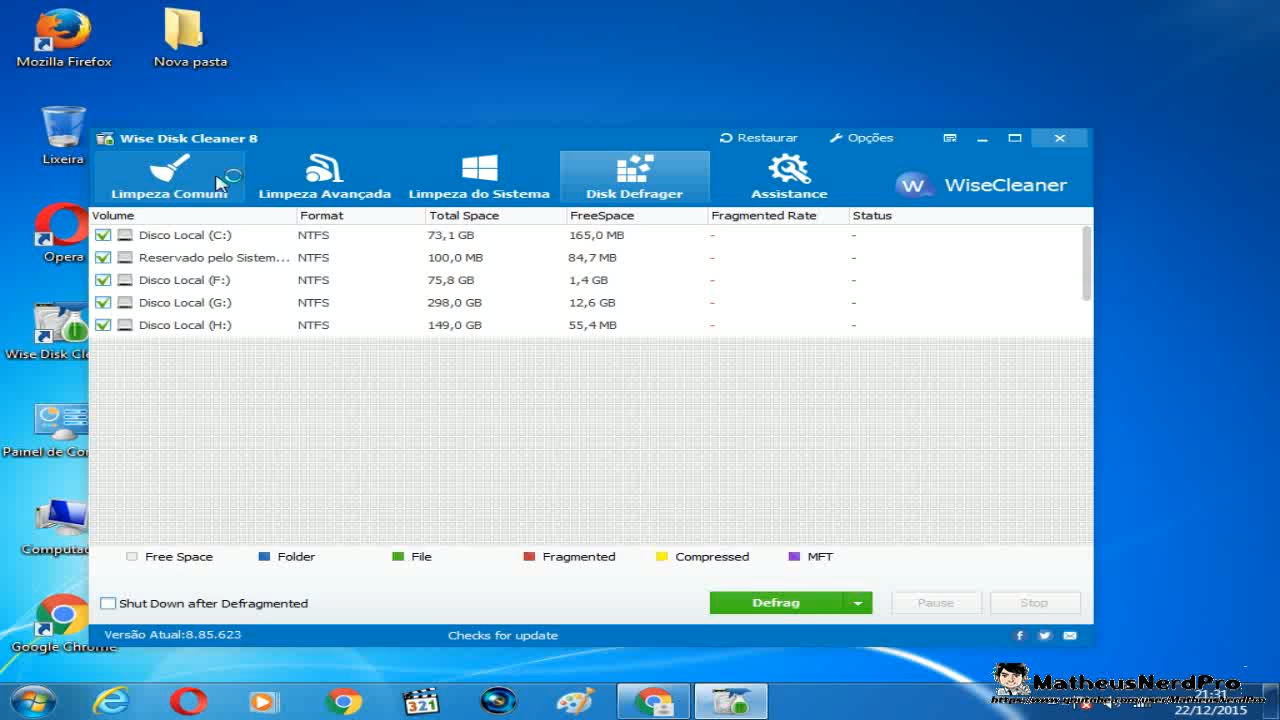 Mozilla Firefox
Nova pasta
Lixeira
Opera
Wise Disk Cle
Painel de Co
Computa
Google Chrome
Wise Disk Cleaner 8
Restaurar
Opções
Limpeza Comum
Limpeza Avançada
Limpeza do Sistema
Disk Defrager
Assistance
W WiseCleaner
Volume Format Total Space FreeSpace Fragmented Rate Status
Disco Local (C:) NTFS 73,1 GB 165,0 MB - -
Reservado pelo Sistem... NTFS 100,0 MB 84,7 MB - -
Disco Local (F:) NTFS 75,8 GB 1,4 GB - -
Disco Local (G:) NTFS 298,0 GB 12,6 GB - -
Disco Local (H:) NTFS 149,0 GB 55,4 MB - -
Free Space Folder File Fragmented Compressed MFT
Shut Down after Defragmented
Defrag
Pause
Stop
Versão Atual:8.85.623
Checks for update
321
MatheusNerdPro
21:31
22/12/2015